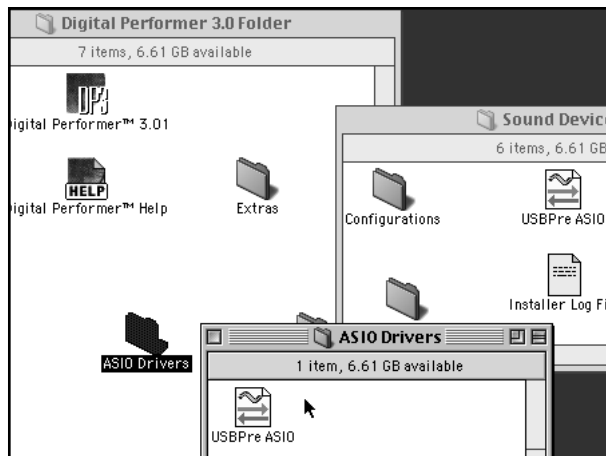 Digital Performer 3.0 Folder
7 items, 6.61 GB available
DP3
igital Performer™ 3.01
HELP
igital Performer™ Help
Extras
ASIO Drivers
Sound Devic
6 items, 6.61 GB
Configurations
USBPre ASIO
Installer Log Fi
ASIO Drivers
1 item, 6.61 GB available
USBPre ASIO